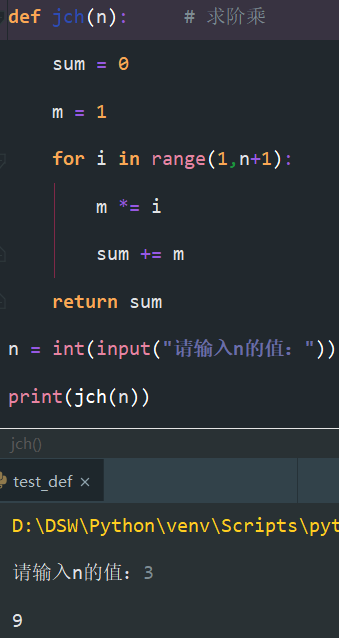 def jch(n):      # 求阶乘
    sum = 0
    m = 1
    for i in range(1,n+1):
        m *= i
        sum += m
    return sum
n = int(input("请输入n的值："))
print(jch(n))
jch()
test_def ×
D:\DSW\Python\venv\Scripts\pyt
请输入n的值：3
9